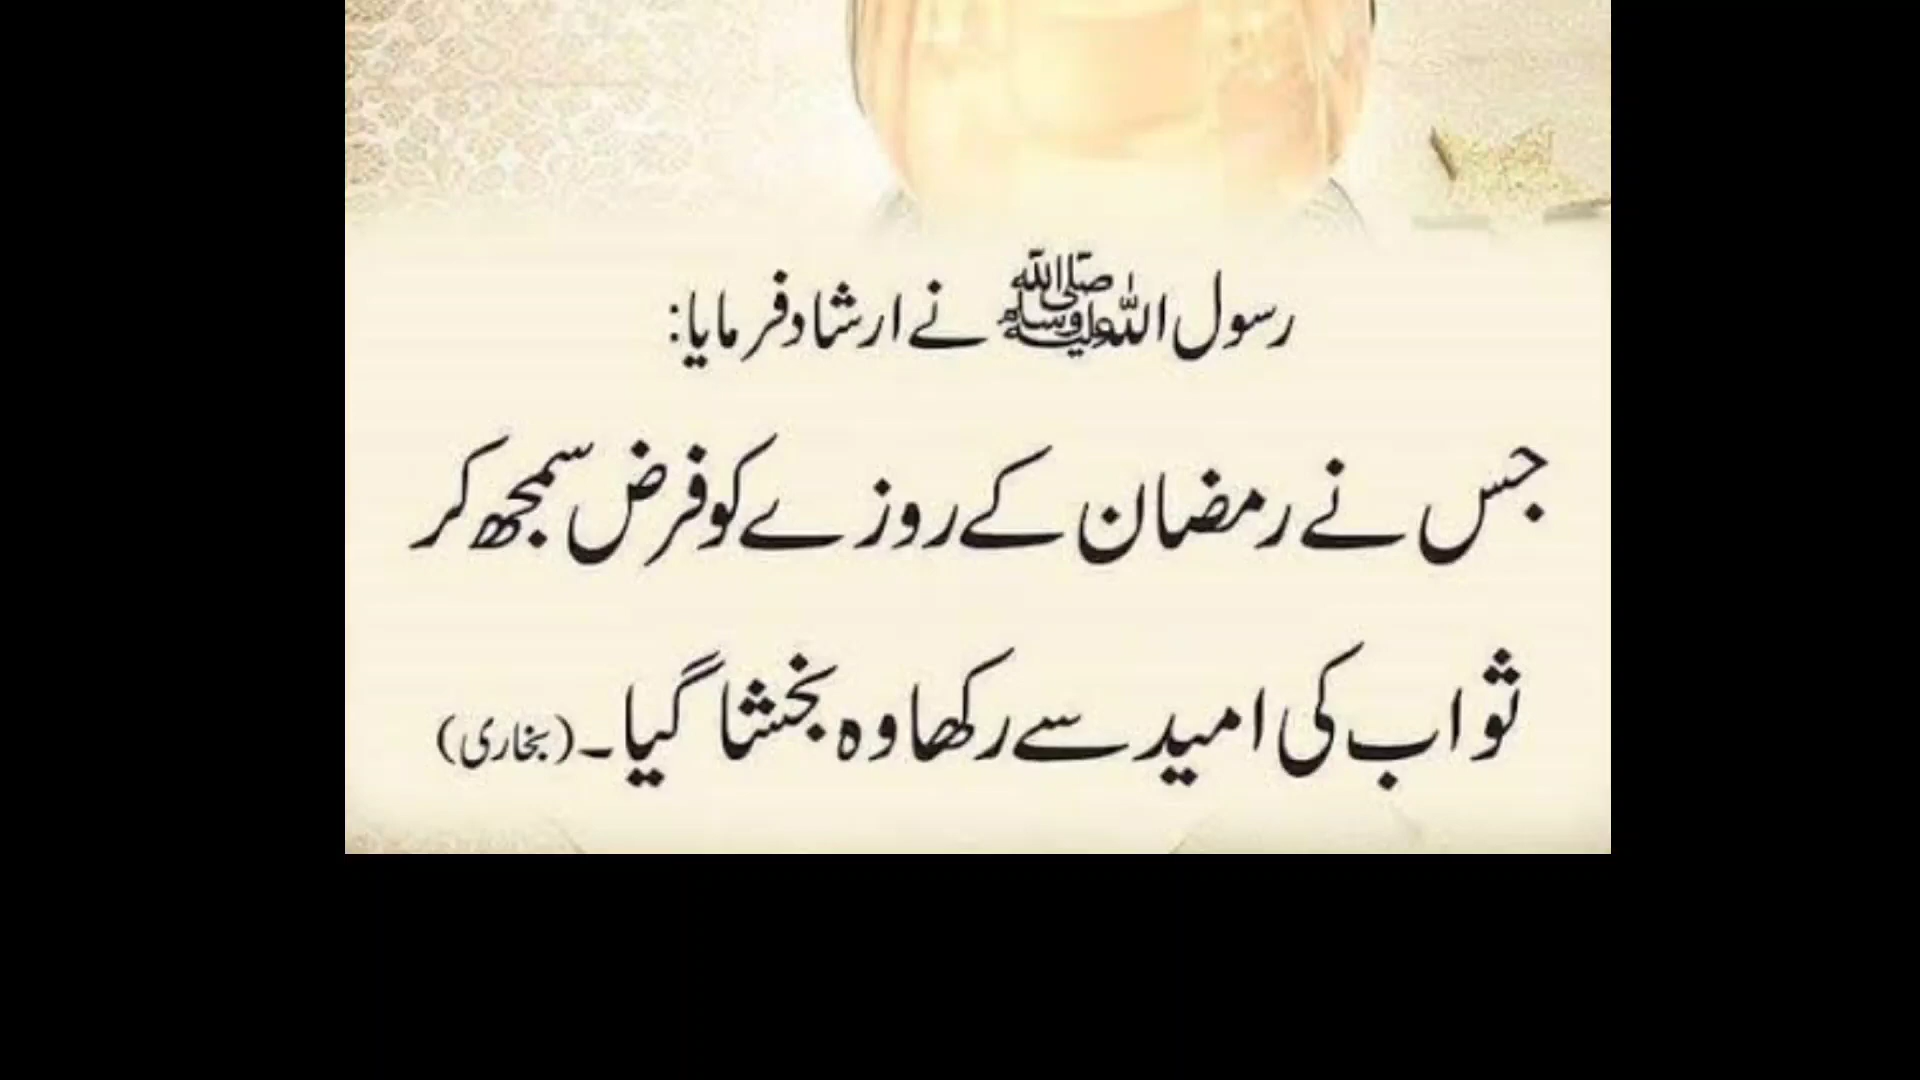 رسول اللہ ﷺ نے ارشاد فرمایا:
جس نے رمضان کے روزے کو فرض سمجھ کر
ثواب کی امید سے رکھا وہ بخشا گیا۔ (بخاری)